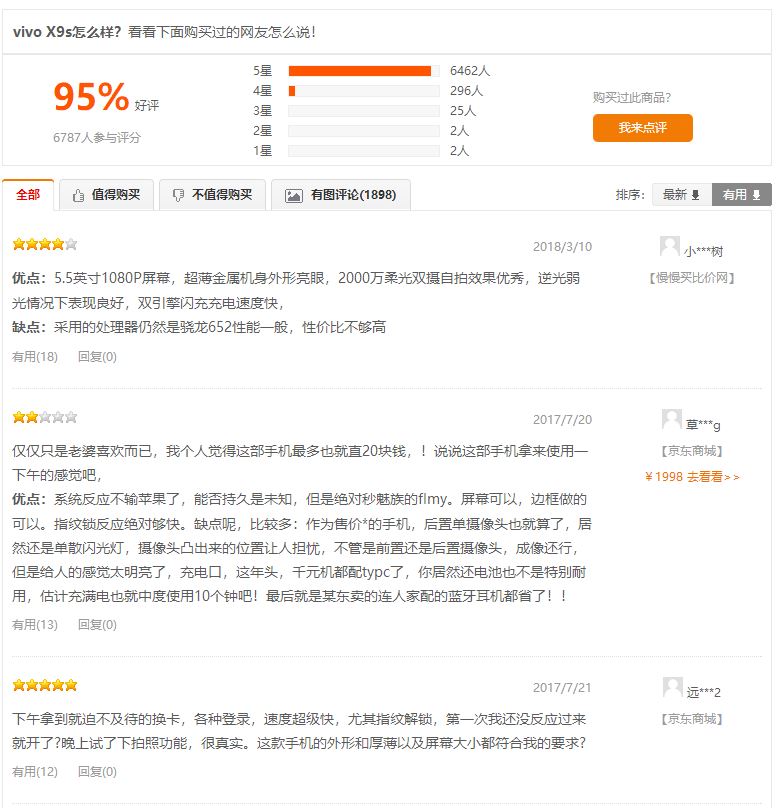 vivo X9s怎么样？看看下面购买过的网友怎么说！
95% 好评
6787人参与评分
5星 6462人
4星 296人
3星 25人
2星 2人
1星 2人
购买过此商品？
我来点评
全部 值得购买 不值得购买 有图评论(1898) 排序： 最新 有用
2018/3/10 小***树
【慢慢买比价网】
优点：5.5英寸1080P屏幕，超薄金属机身外形亮眼，2000万柔光双摄自拍效果优秀，逆光弱
光情况下表现良好，双引擎闪充充电速度快，
缺点：采用的处理器仍然是骁龙652性能一般，性价比不够高
有用(18) 回复(0)
2017/7/20 草***g
【京东商城】
￥1998 去看看>>
仅仅只是老婆喜欢而已，我个人觉得这部手机最多也就直20块钱，！说说这部手机拿来使用一
下午的感觉吧，
优点：系统反应不输苹果了，能否持久是未知，但是绝对秒魅族的flmy。屏幕可以，边框做的
可以。指纹锁反应绝对够快。缺点呢，比较多：作为售价*的手机，后置单摄像头也就算了，居
然还是单散闪光灯，摄像头凸出来的位置让人担忧，不管是前置还是后置摄像头，成像还行，
但是给人的感觉太明亮了，充电口，这年头，千元机都配typc了，你居然还电池也不是特别耐
用，估计充满电也就中度使用10个钟吧！最后就是某东卖的连人家配的蓝牙耳机都省了！！
有用(13) 回复(0)
2017/7/21 远***2
【京东商城】
下午拿到就迫不及待的换卡，各种登录，速度超级快，尤其指纹解锁，第一次我还没反应过来
就开了?晚上试了下拍照功能，很真实。这款手机的外形和厚薄以及屏幕大小都符合我的要求?
有用(12) 回复(0)